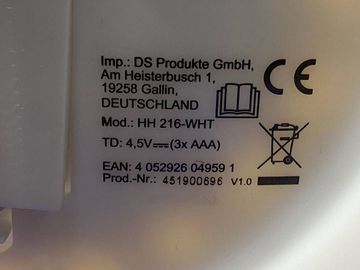 Imp.: DS Produkte GmbH,
Am Heisterbusch 1,
19258 Gallin,
DEUTSCHLAND
CE
Mod.: HH 216-WHT
TD: 4,5V⎓(3x AAA)
EAN: 4 052926 04959 1
Prod.-Nr.: 451900696 V1.0